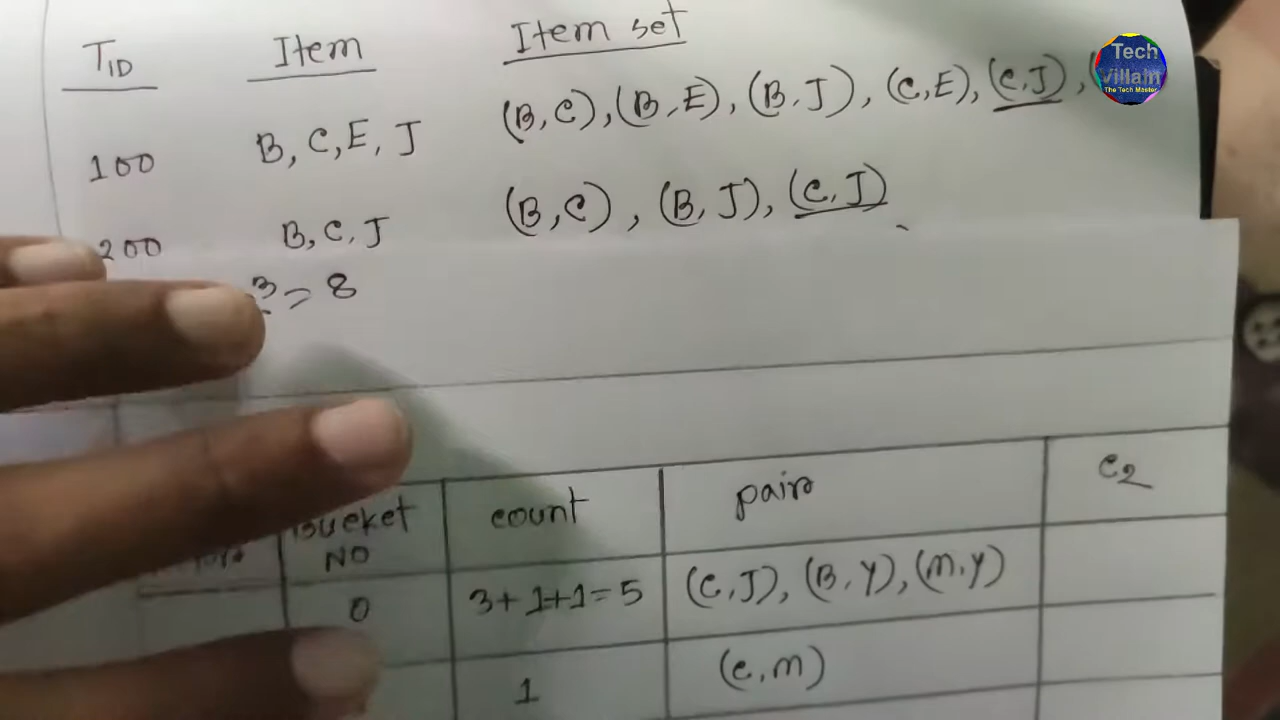 TID Item Item set
100 B, C, E, J (B, C), (B, E), (B, J), (C, E), (C, J), (
200 B, C, J (B, C), (B, J), (C, J)
3 = 8
Bucket NO count pair C2
0 3+1+1=5 (C, J), (B, Y), (M, Y)
1 (C, M)
Tech
Villain
The Tech Master